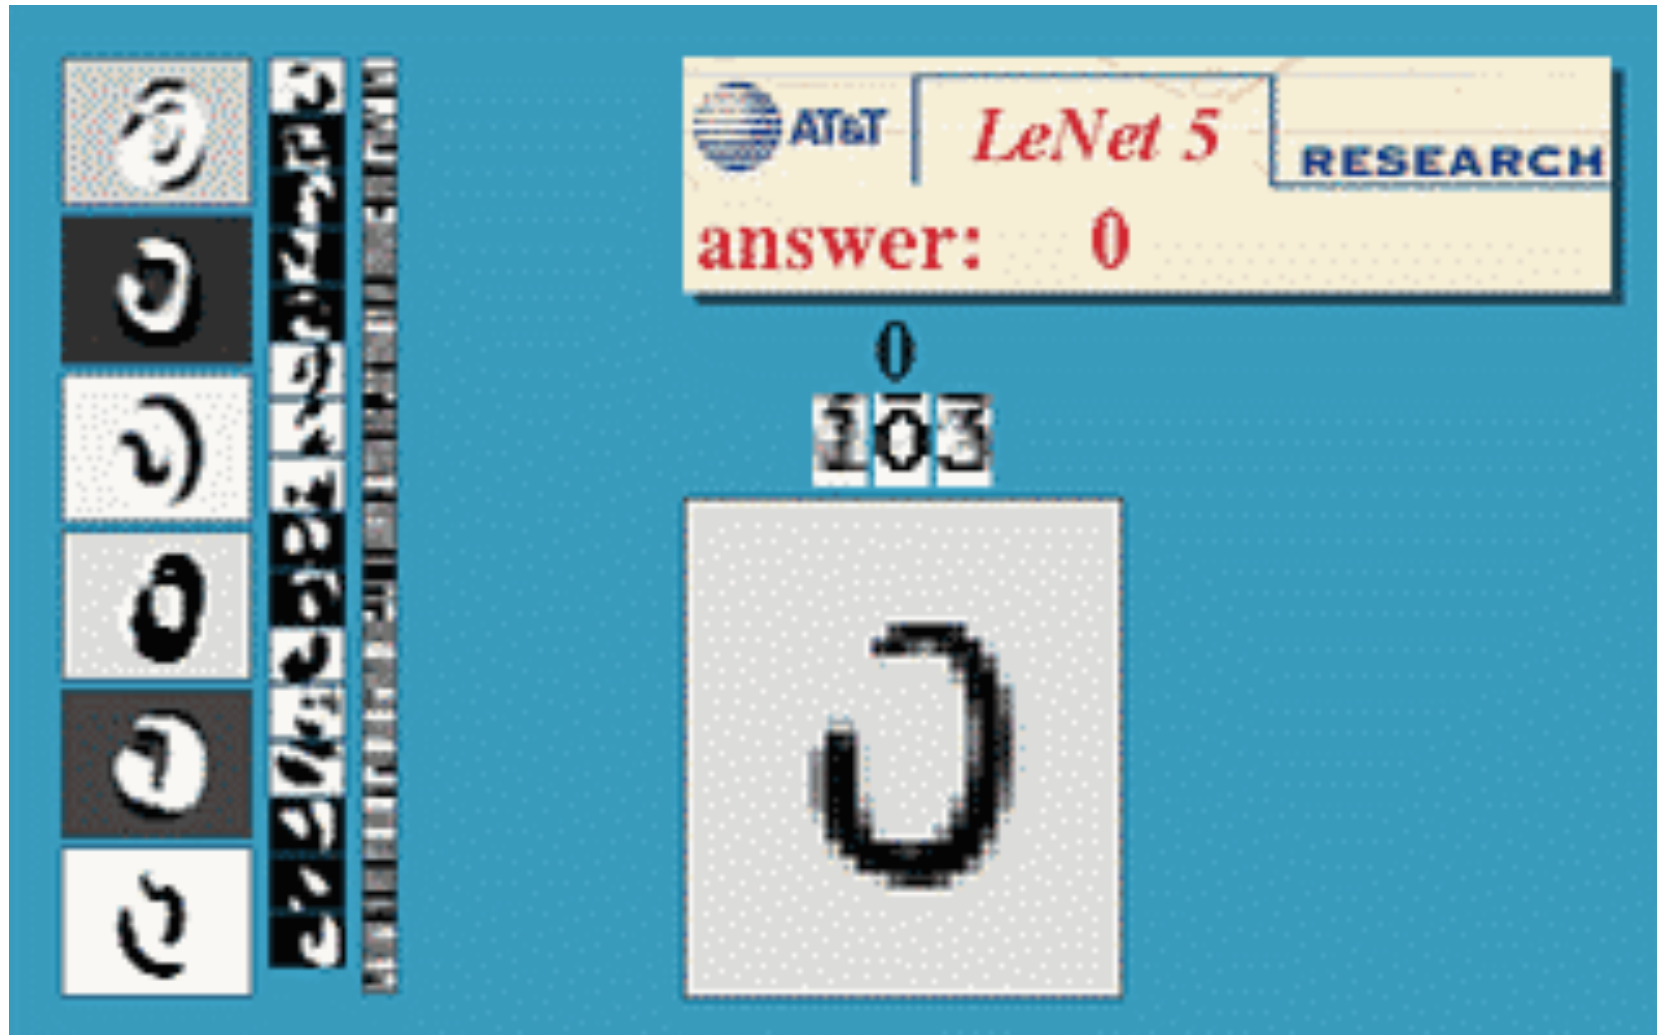 AT&T
LeNet 5
RESEARCH
answer: 0
0
103